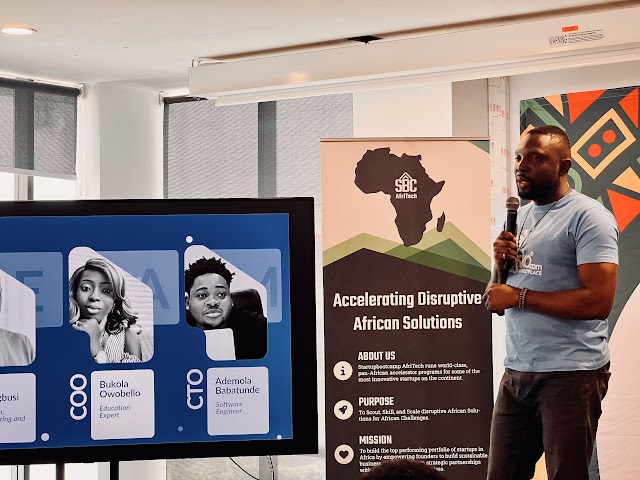 WARNING
SBC
AfriTech
Accelerating Disruptive
African Solutions
ABOUT US
Startupbootcamp AfriTech runs world-class,
pan-African accelerator programs for some of
the most innovative startups on the continent.
PURPOSE
To Scout, Skill, and Scale disruptive African Solu-
tions for African Challenges.
MISSION
To build the top performing portfolio of startups in
Africa by empowering founders to build sustainable
strategic partnerships
E A M
COO
Bukola
Owobello
Education
Expert
CTO
Ademola
Babatunde
Software
Engineer